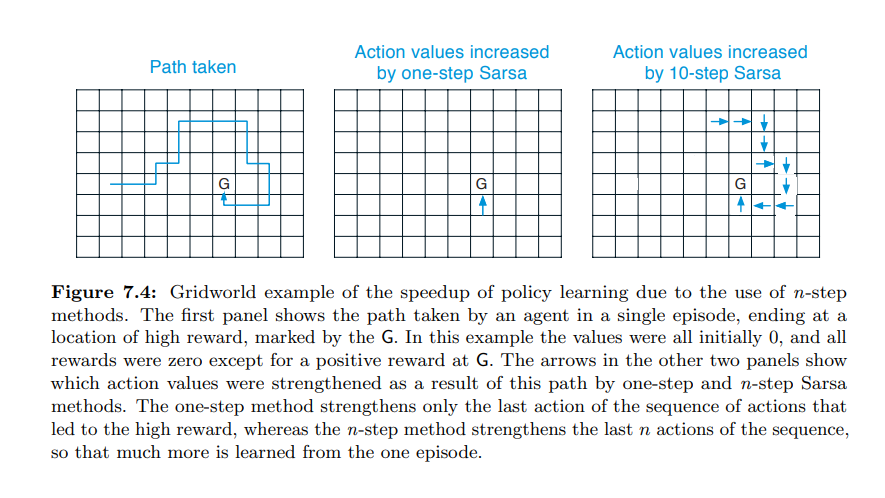 Path taken
Action values increased
by one-step Sarsa
Action values increased
by 10-step Sarsa
G
G
G
Figure 7.4: Gridworld example of the speedup of policy learning due to the use of n-step
methods. The first panel shows the path taken by an agent in a single episode, ending at a
location of high reward, marked by the G. In this example the values were all initially 0, and all
rewards were zero except for a positive reward at G. The arrows in the other two panels show
which action values were strengthened as a result of this path by one-step and n-step Sarsa
methods. The one-step method strengthens only the last action of the sequence of actions that
led to the high reward, whereas the n-step method strengthens the last n actions of the sequence,
so that much more is learned from the one episode.